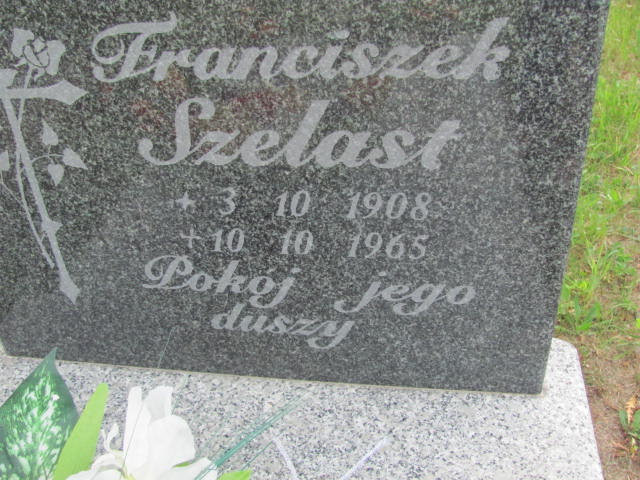 Franciszek
Szelast
* 3 10 1908
+ 10 10 1965
Pokój jego
duszy